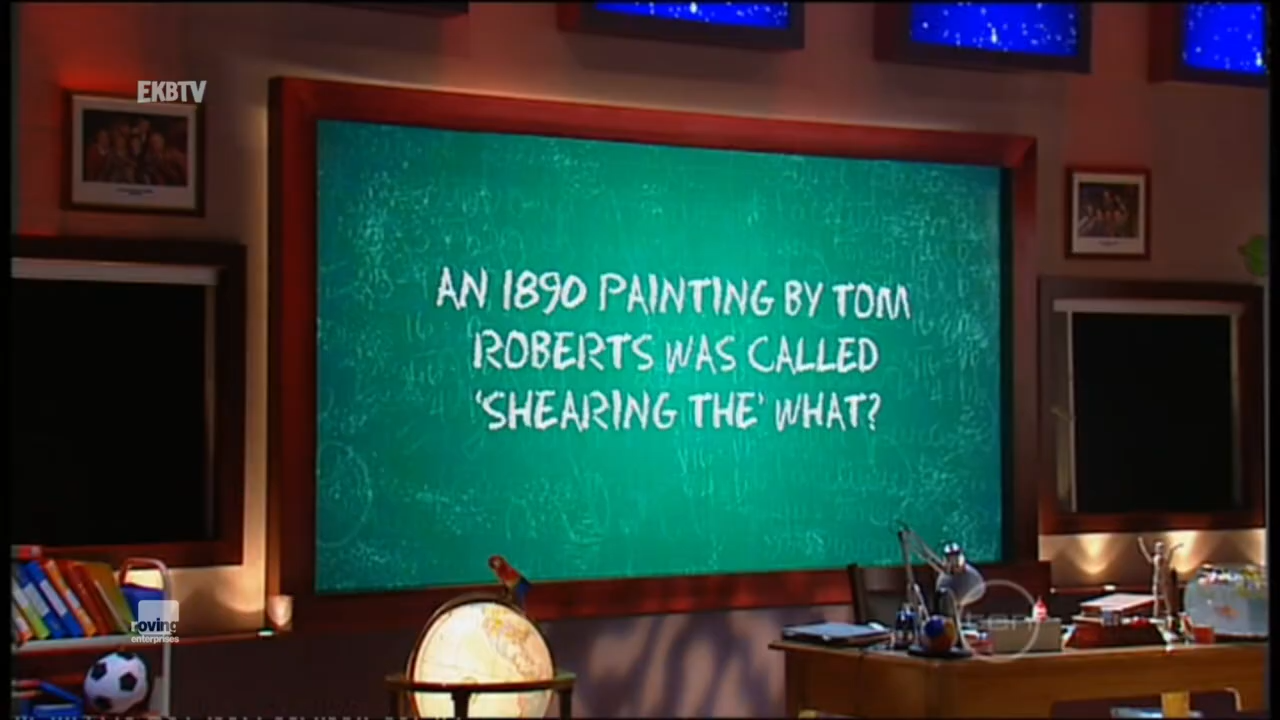 EKBTV
AN 1890 PAINTING BY TOM
ROBERTS WAS CALLED
'SHEARING THE' WHAT?
roving
enterprises